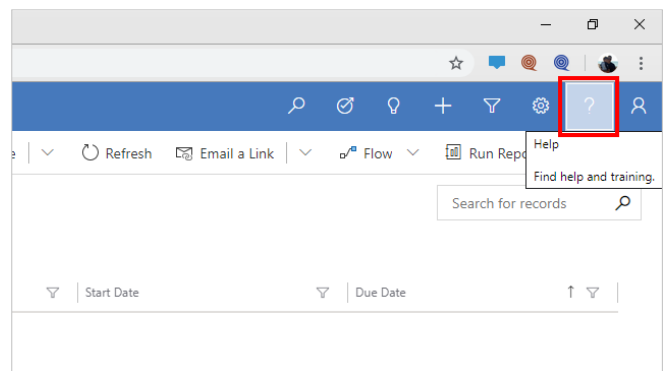 ?
Refresh
Email a Link
Flow
Run Repo
Help
Find help and training.
Search for records
Start Date
Due Date